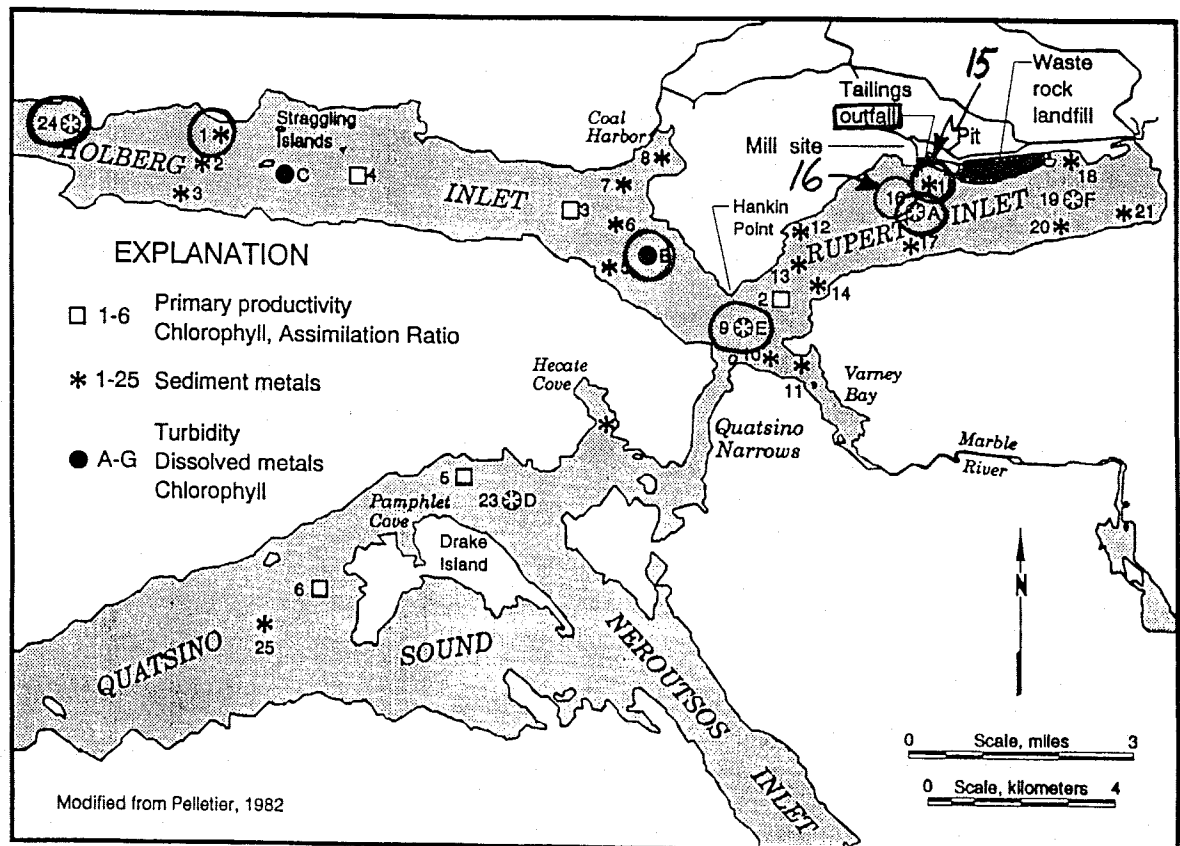 15
Waste
rock
landfill
Tailings
outfall
Pit
Mill site
16
Coal
Harbor
Straggling
Islands
24
1
2
3
HOLBERG
INLET
C
4
8
7
3
6
5
B
Hankin
Point
12
13
14
2
9 E
10
11
16
1
A
17
18
19 F
20
21
RUPERT INLET
EXPLANATION
1-6 Primary productivity
Chlorophyll, Assimilation Ratio
1-25 Sediment metals
A-G Turbidity
Dissolved metals
Chlorophyll
Hecate
Cove
Varney
Bay
Quatsino
Narrows
Marble
River
5
Pamphlet
Cave
23 D
Drake
Island
6
25
QUATSINO
SOUND
NEROUTSOS
INLET
N
0 Scale, miles 3
0 Scale, kilometers 4
Modified from Pelletier, 1982